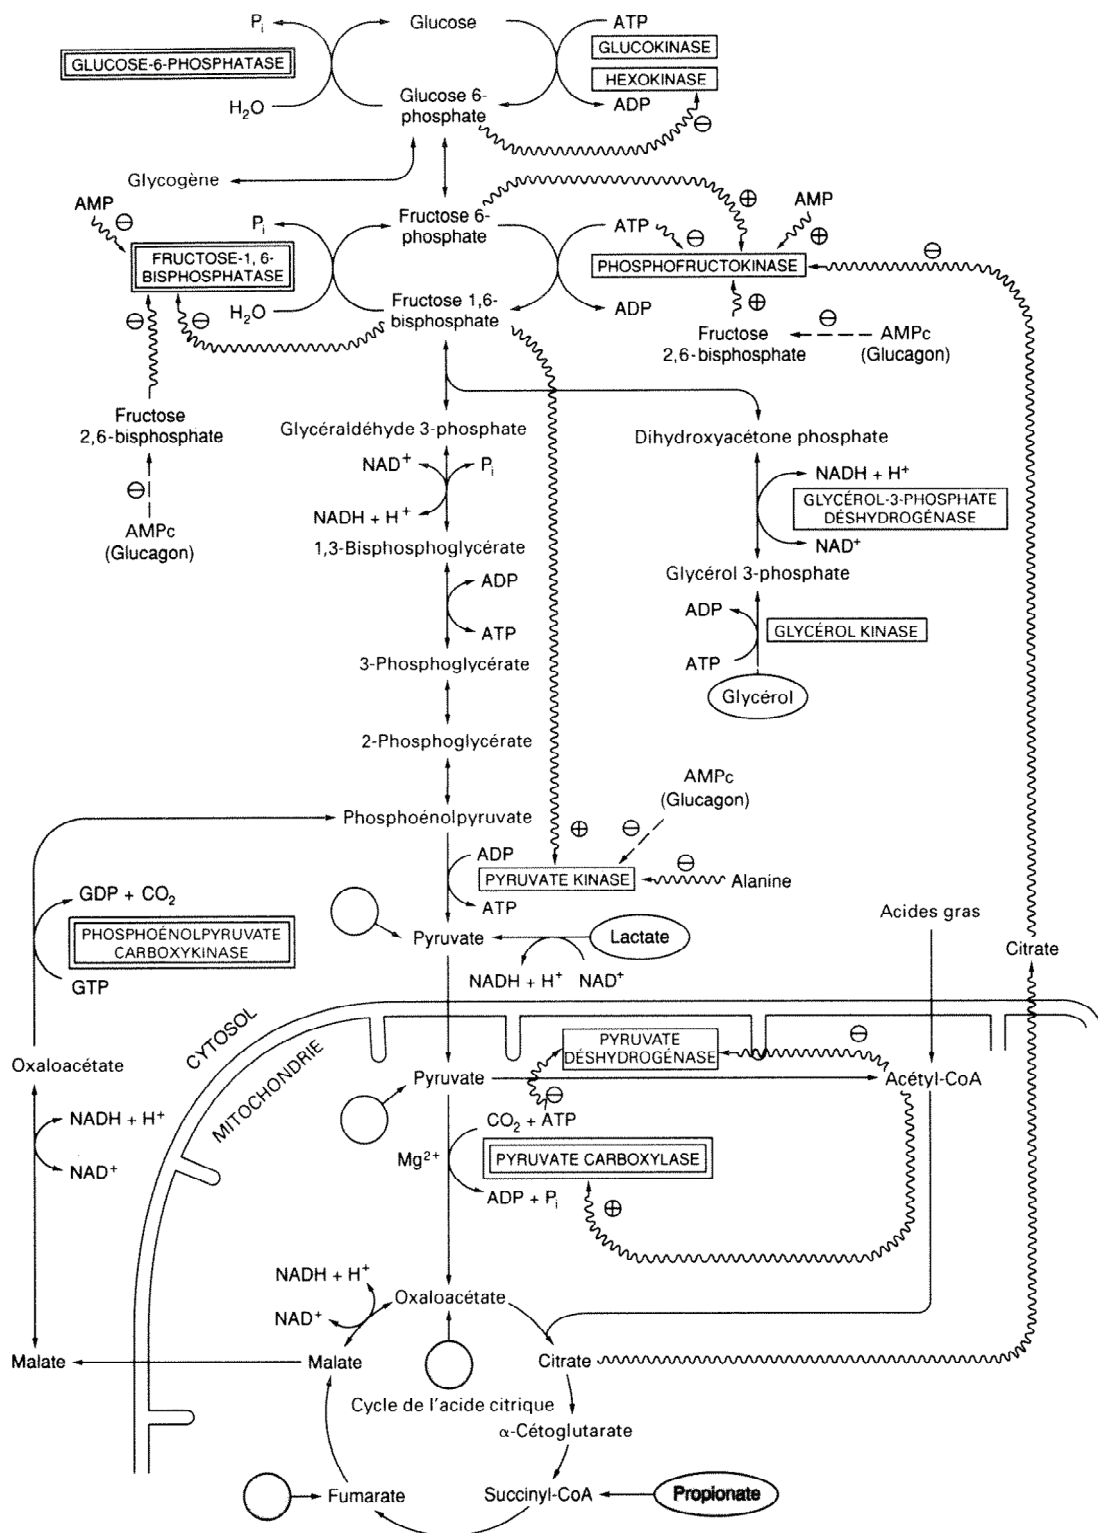 Pi
Glucose
ATP
GLUCOKINASE
GLUCOSE-6-PHOSPHATASE
HEXOKINASE
H2O
Glucose 6-
phosphate
ADP
⊖
Glycogène
AMP
⊖
Pi
Fructose 6-
phosphate
ATP
⊖
⊕
AMP
⊕
⊖
FRUCTOSE-1, 6-
BISPHOSPHATASE
PHOSPHOFRUCTOKINASE
⊖
⊖
H2O
Fructose 1,6-
bisphosphate
ADP
⊕
Fructose
2,6-bisphosphate
⊖
AMPc
(Glucagon)
Fructose
2,6-bisphosphate
Glycéraldéhyde 3-phosphate
Dihydroxyacétone phosphate
NAD+
Pi
NADH + H+
⊖
GLYCÉROL-3-PHOSPHATE
DÉSHYDROGÉNASE
NADH + H+
AMPc
(Glucagon)
1,3-Bisphosphoglycérate
NAD+
Glycérol 3-phosphate
ADP
ATP
ADP
GLYCÉROL KINASE
ATP
3-Phosphoglycérate
Glycérol
2-Phosphoglycérate
AMPc
(Glucagon)
Phosphoénolpyruvate
⊕
⊖
ADP
PYRUVATE KINASE
⊖
Alanine
ATP
GDP + CO2
PHOSPHOÉNOLPYRUVATE
CARBOXYKINASE
GTP
Acides gras
Pyruvate
Lactate
Citrate
NADH + H+
NAD+
CYTOSOL
MITOCHONDRIE
Oxaloacétate
PYRUVATE
DÉSHYDROGÉNASE
⊖
Pyruvate
Acétyl-CoA
⊖
NADH + H+
CO2 + ATP
Mg2+
PYRUVATE CARBOXYLASE
NAD+
ADP + Pi
⊕
NADH + H+
Oxaloacétate
NAD+
Malate
Malate
Citrate
Cycle de l'acide citrique
α-Cétoglutarate
Fumarate
Succinyl-CoA
Propionate